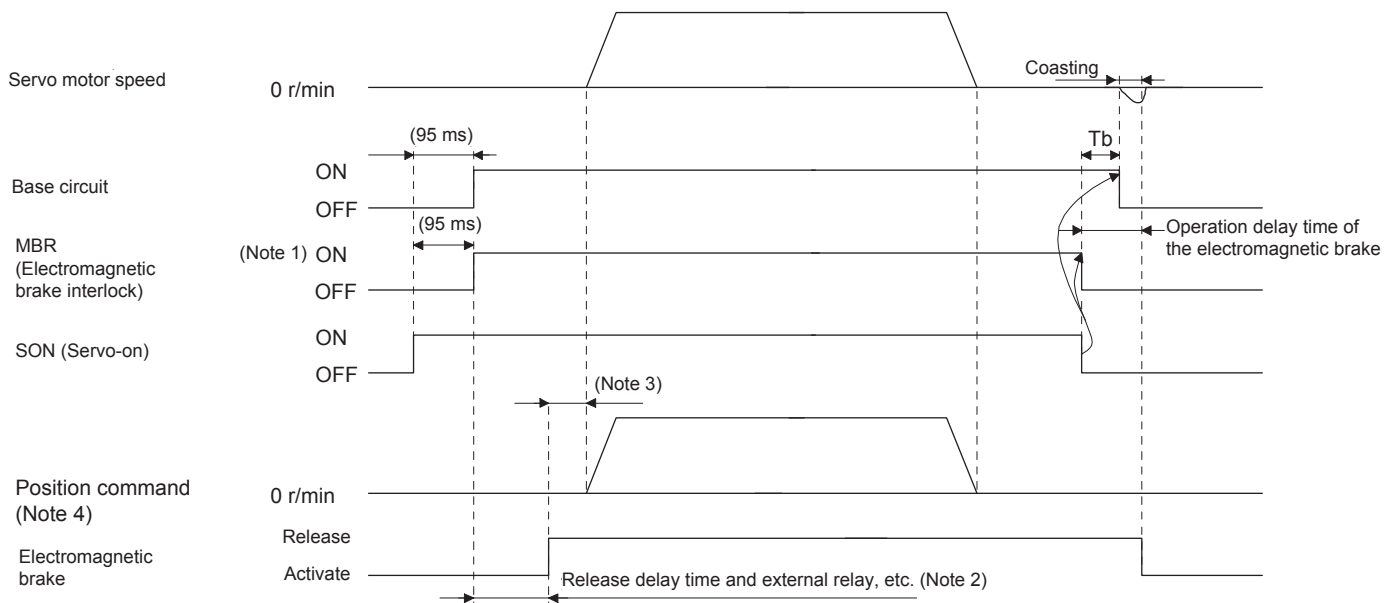 Servo motor speed
0 r/min
Coasting
(95 ms)
Tb
Base circuit
ON
OFF
(95 ms)
Operation delay time of
the electromagnetic brake
MBR
(Electromagnetic
brake interlock)
(Note 1)
ON
OFF
SON (Servo-on)
ON
OFF
(Note 3)
Position command
(Note 4)
0 r/min
Electromagnetic
brake
Release
Activate
Release delay time and external relay, etc. (Note 2)